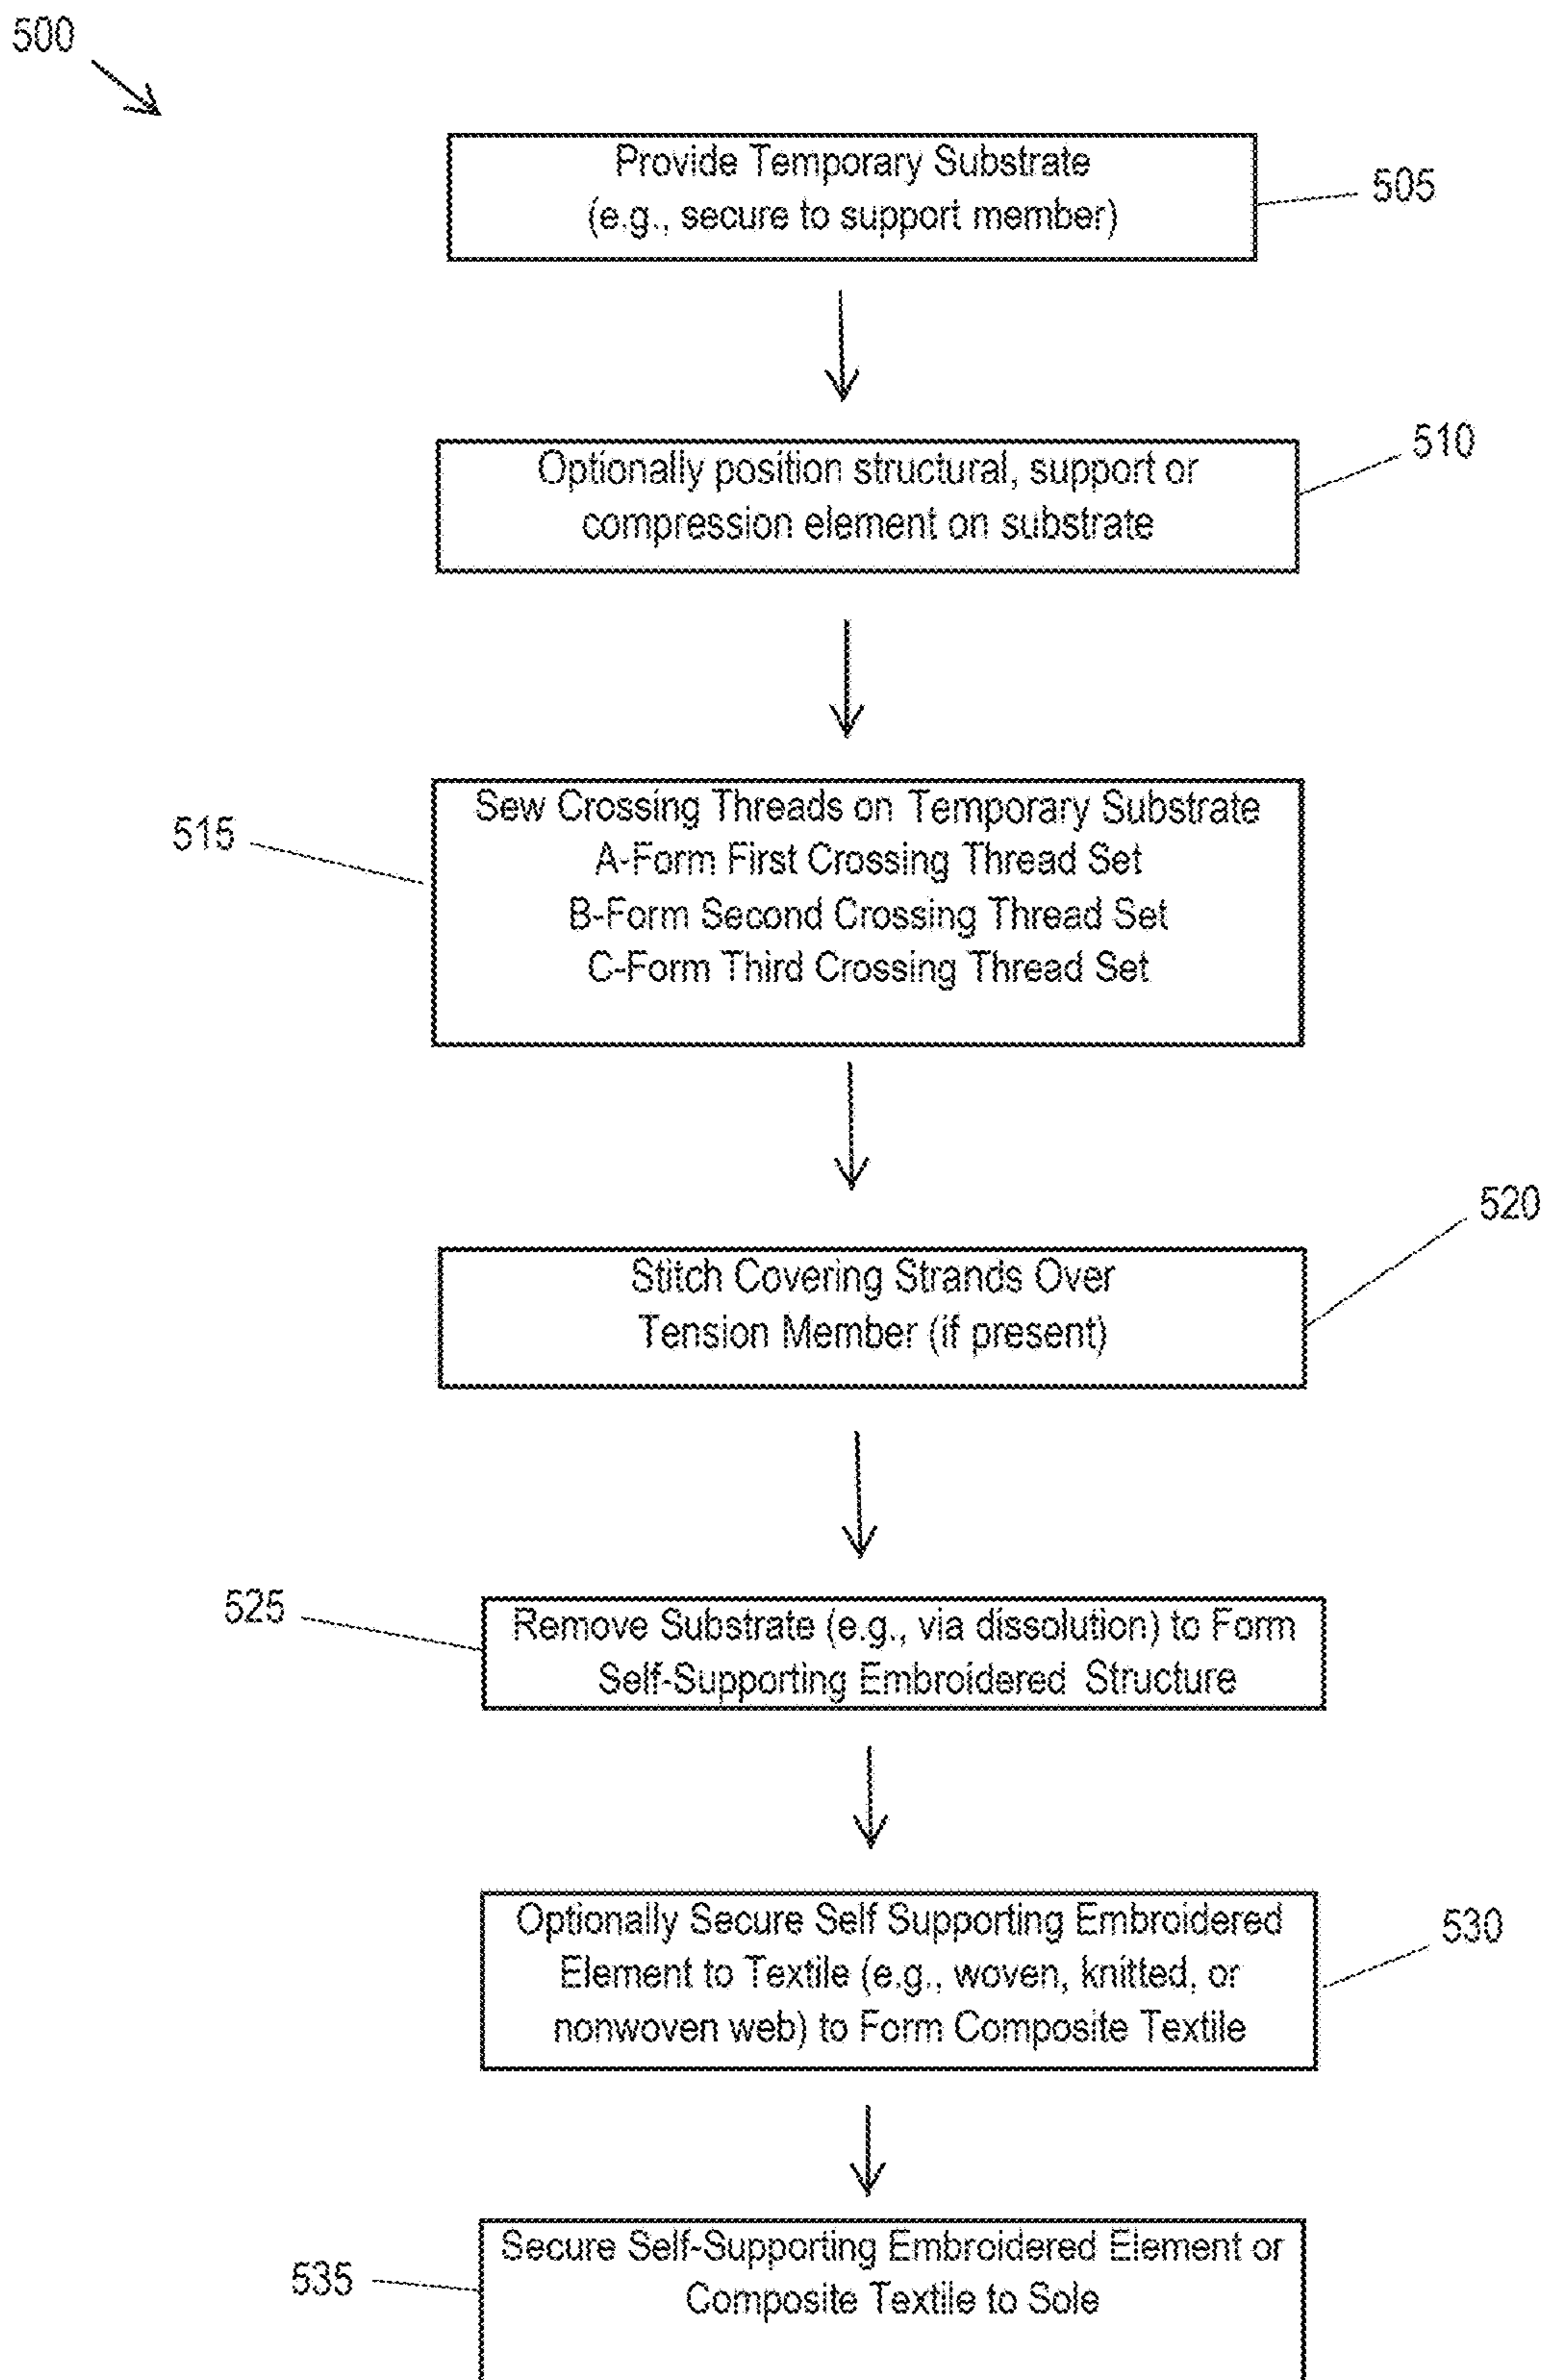 500
Provide Temporary Substrate
(e.g., secure to support member)
505
Optionally position structural, support or
compression element on substrate
510
515
Sew Crossing Threads on Temporary Substrate
A-Form First Crossing Thread Set
B-Form Second Crossing Thread Set
C-Form Third Crossing Thread Set
Stitch Covering Strands Over
Tension Member (if present)
520
525
Remove Substrate (e.g., via dissolution) to Form
Self-Supporting Embroidered Structure
Optionally Secure Self Supporting Embroidered
Element to Textile (e.g., woven, knitted, or
nonwoven web) to Form Composite Textile
530
535
Secure Self-Supporting Embroidered Element or
Composite Textile to Sole